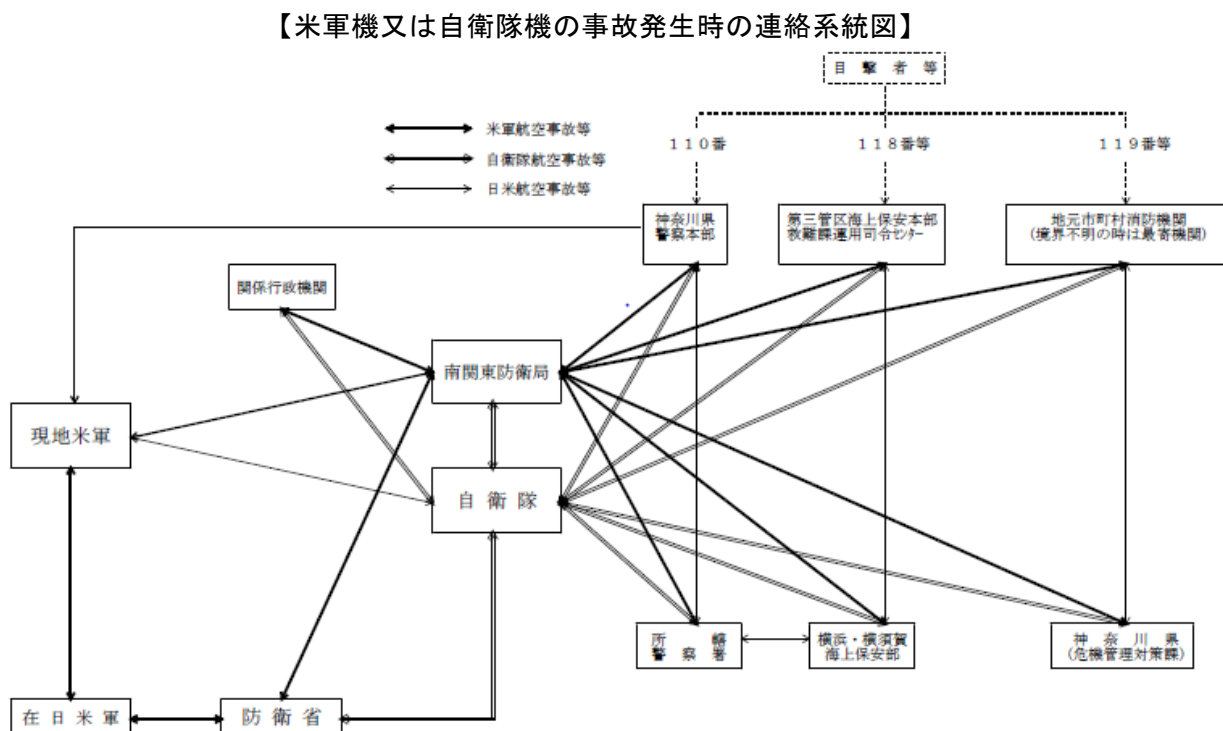 【米軍機又は自衛隊機の事故発生時の連絡系統図】
目撃者等
米軍航空事故等
自衛隊航空事故等
日米航空事故等
110番
118番等
119番等
神奈川県
警察本部
第三管区海上保安本部
救難課運用司令センター
地元市町村消防機関
(境界不明の時は最寄機関)
関係行政機関
南関東防衛局
現地米軍
自衛隊
所轄
警察署
横浜・横須賀
海上保安部
神奈川県
(危機管理対策課)
在日米軍
防衛省